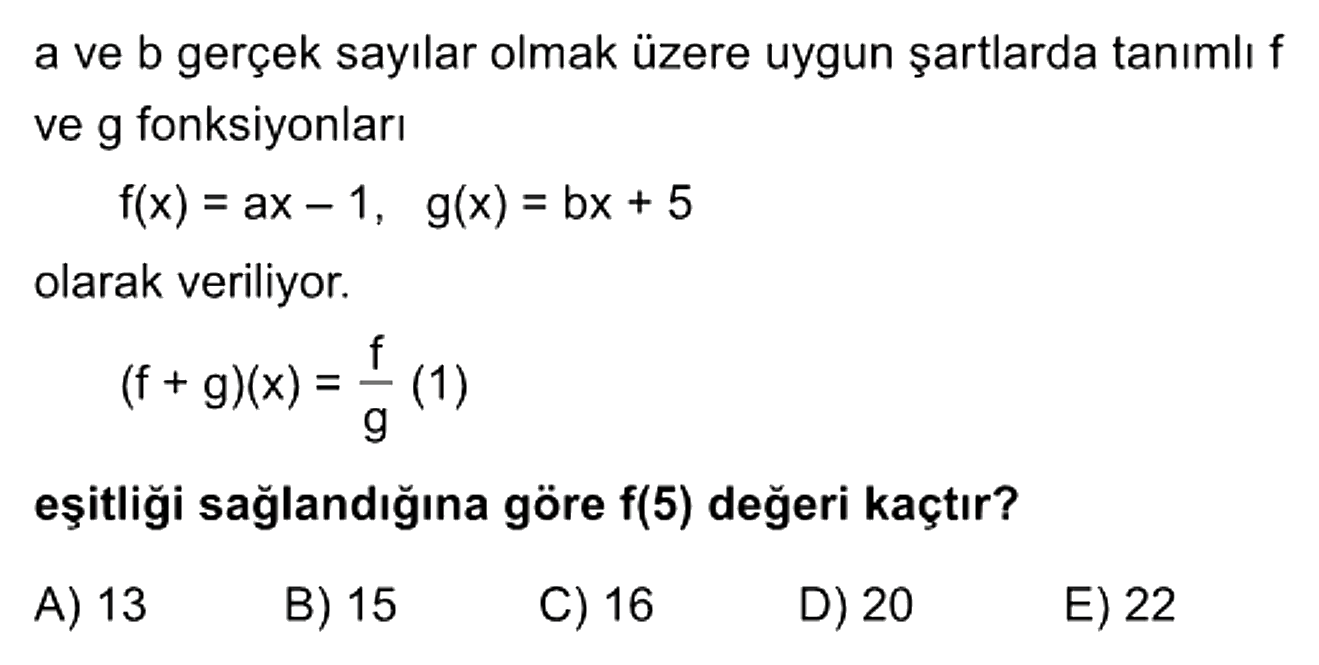 a ve b gerçek sayılar olmak üzere uygun şartlarda tanımlı f
ve g fonksiyonları
f(x) = ax – 1, g(x) = bx + 5
olarak veriliyor.
(f + g)(x) = f/g (1)
eşitliği sağlandığına göre f(5) değeri kaçtır?
A) 13 B) 15 C) 16 D) 20 E) 22